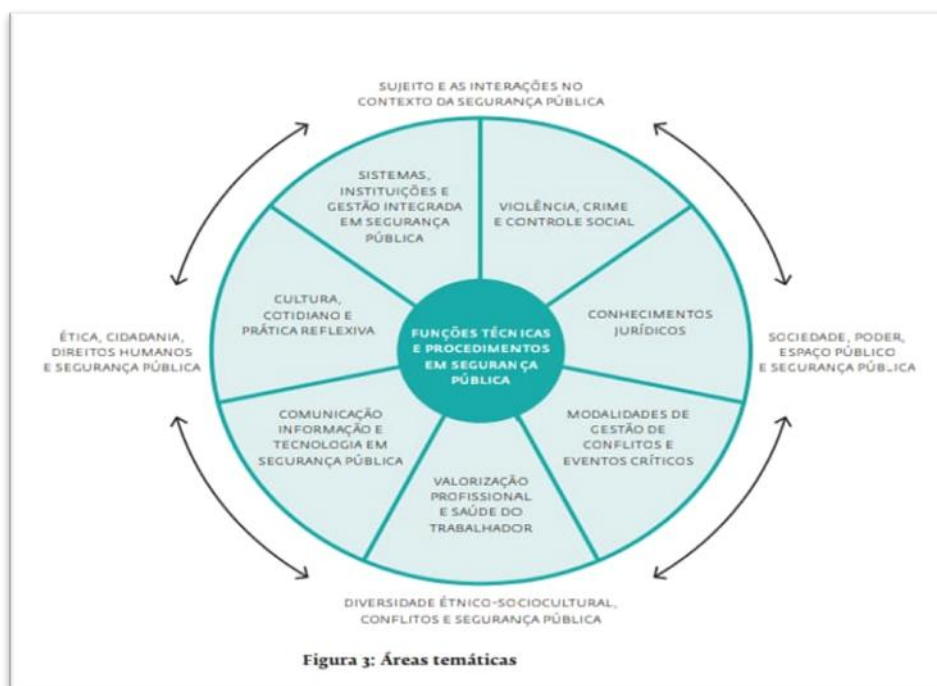 SUJEITO E AS INTERAÇÕES NO
CONTEXTO DA SEGURANÇA PÚBLICA
SISTEMAS,
INSTITUIÇÕES E
GESTÃO INTEGRADA
EM SEGURANÇA
PÚBLICA
VIOLÊNCIA, CRIME
E CONTROLE SOCIAL
CULTURA,
COTIDIANO E
PRÁTICA REFLEXIVA
CONHECIMENTOS
JURÍDICOS
FUNÇÕES TÉCNICAS
E PROCEDIMENTOS
EM SEGURANÇA
PÚBLICA
ÉTICA, CIDADANIA,
DIREITOS HUMANOS
E SEGURANÇA PÚBLICA
SOCIEDADE, PODER,
ESPAÇO PÚBLICO
E SEGURANÇA PÚBLICA
COMUNICAÇÃO
INFORMAÇÃO E
TECNOLOGIA EM
SEGURANÇA PÚBLICA
MODALIDADES DE
GESTÃO DE
CONFLITOS E
EVENTOS CRÍTICOS
VALORIZAÇÃO
PROFISSIONAL
E SAÚDE DO
TRABALHADOR
DIVERSIDADE ÉTNICO-SOCIOCULTURAL,
CONFLITOS E SEGURANÇA PÚBLICA
Figura 3: Áreas temáticas